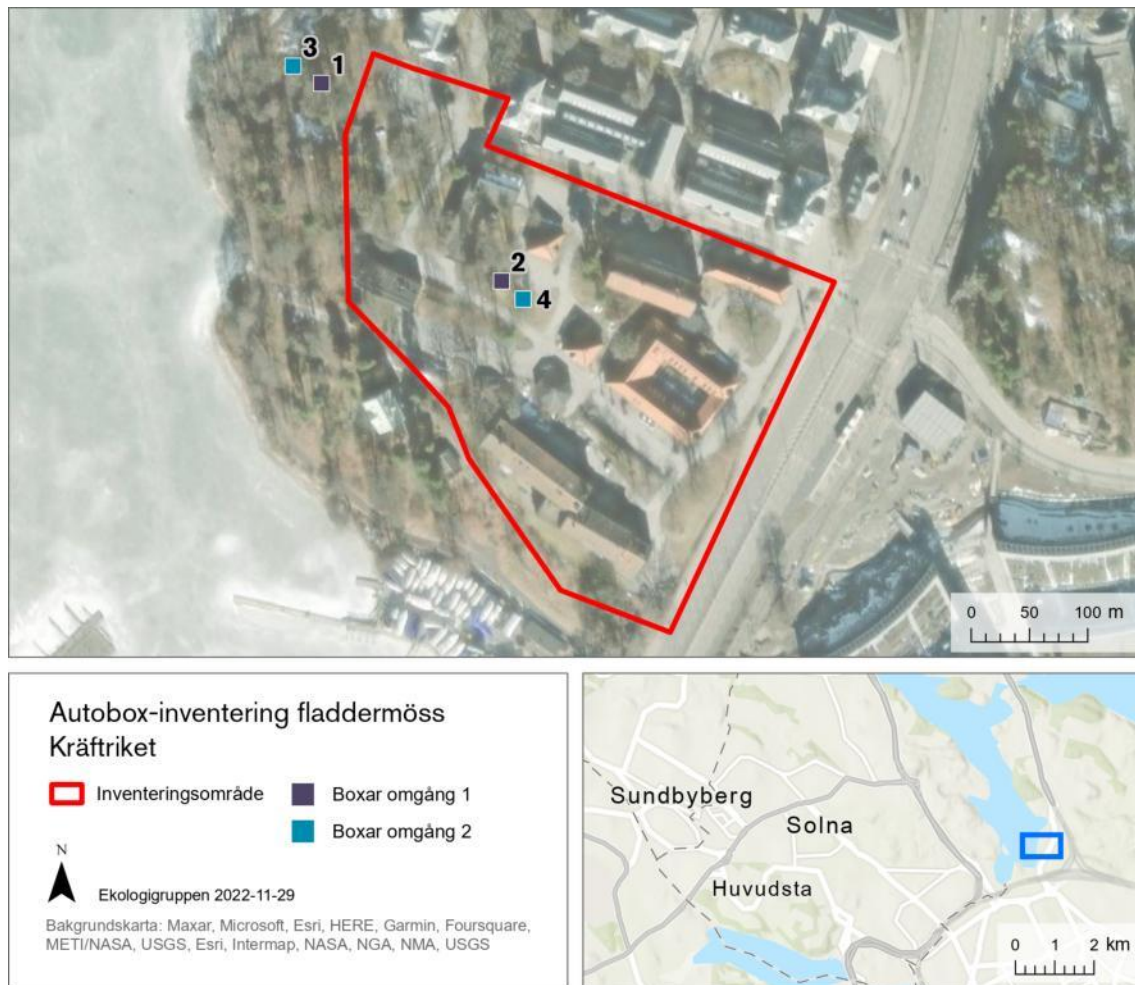 3
1
2
4
0 50 100 m
Autobox-inventering fladdermöss
Kräftriket
Inventeringsområde
Boxar omgång 1
Boxar omgång 2
N
Ekologigruppen 2022-11-29
Bakgrundskarta: Maxar, Microsoft, Esri, HERE, Garmin, Foursquare,
METI/NASA, USGS, Esri, Intermap, NASA, NGA, NMA, USGS
Sundbyberg
Solna
Huvudsta
0 1 2 km